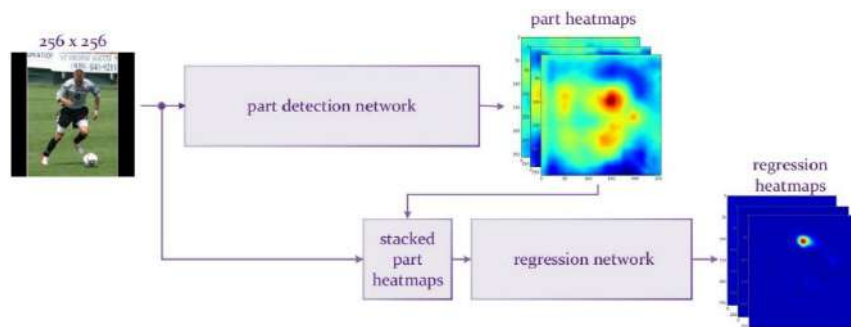 256 x 256
part heatmaps
part detection network
regression
heatmaps
stacked
part
heatmaps
regression network